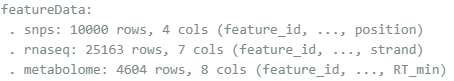 featureData:
. snps: 10000 rows, 4 cols (feature_id, ..., position)
. rnaseq: 25163 rows, 7 cols (feature_id, ..., strand)
. metabolome: 4604 rows, 8 cols (feature_id, ..., RT_min)